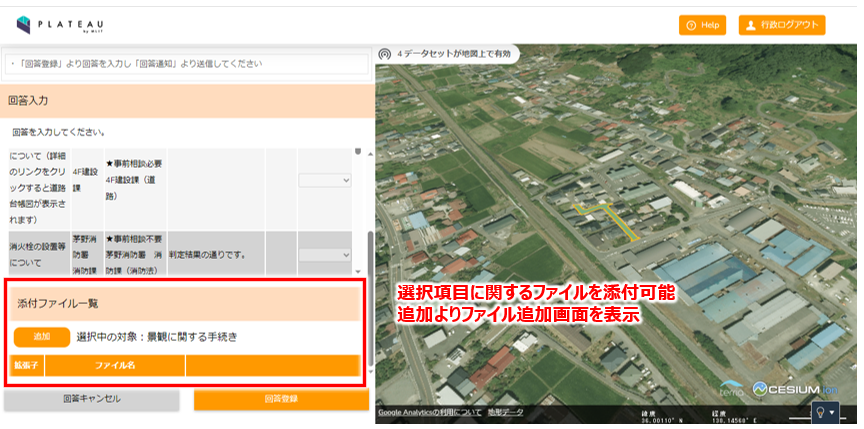 PLATEAU
by MLIT
Help
行政ログアウト
・「回答登録」より回答を入力し「回答通知」より送信してください
4 データセットが地図上で有効
回答入力
回答を入力してください。
について（詳細
のリンクをクリ
ックすると道路
台帳図が表示さ
れます）
4F建設
課
★事前相談必要
4F建設課（道
路）
消火栓の設置等
について
茅野消
防署
消防課
★事前相談不要
茅野消防署　消
防課（消防法）
判定結果の通りです。
添付ファイル一覧
追加
選択中の対象：景観に関する手続き
拡張子
ファイル名
選択項目に関するファイルを添付可能
追加よりファイル追加画面を表示
回答キャンセル
回答登録
terria
CESIUM ion
Google Analyticsの利用について
地形データ
緯度
36.00110° N
経度
138.14560° E